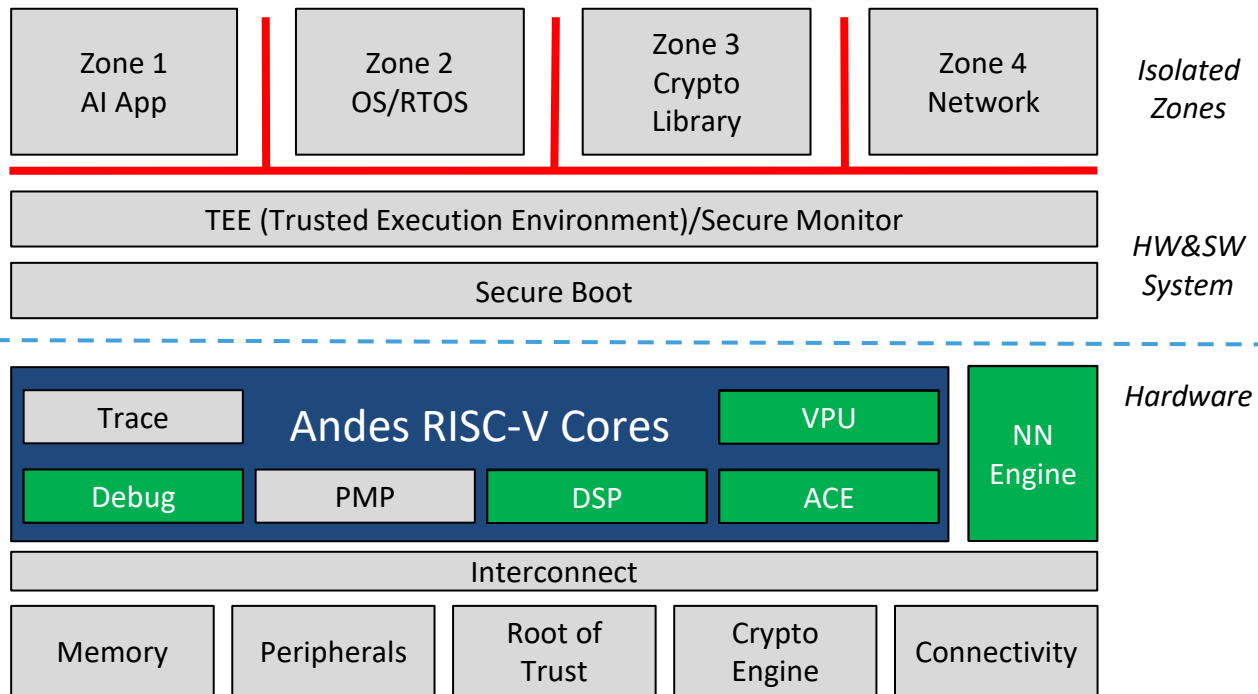 Zone 1
AI App
Zone 2
OS/RTOS
Zone 3
Crypto
Library
Zone 4
Network
Isolated
Zones
TEE (Trusted Execution Environment)/Secure Monitor
Secure Boot
HW&SW
System
Hardware
Trace
Andes RISC-V Cores
VPU
Debug
PMP
DSP
ACE
NN
Engine
Interconnect
Memory
Peripherals
Root of
Trust
Crypto
Engine
Connectivity